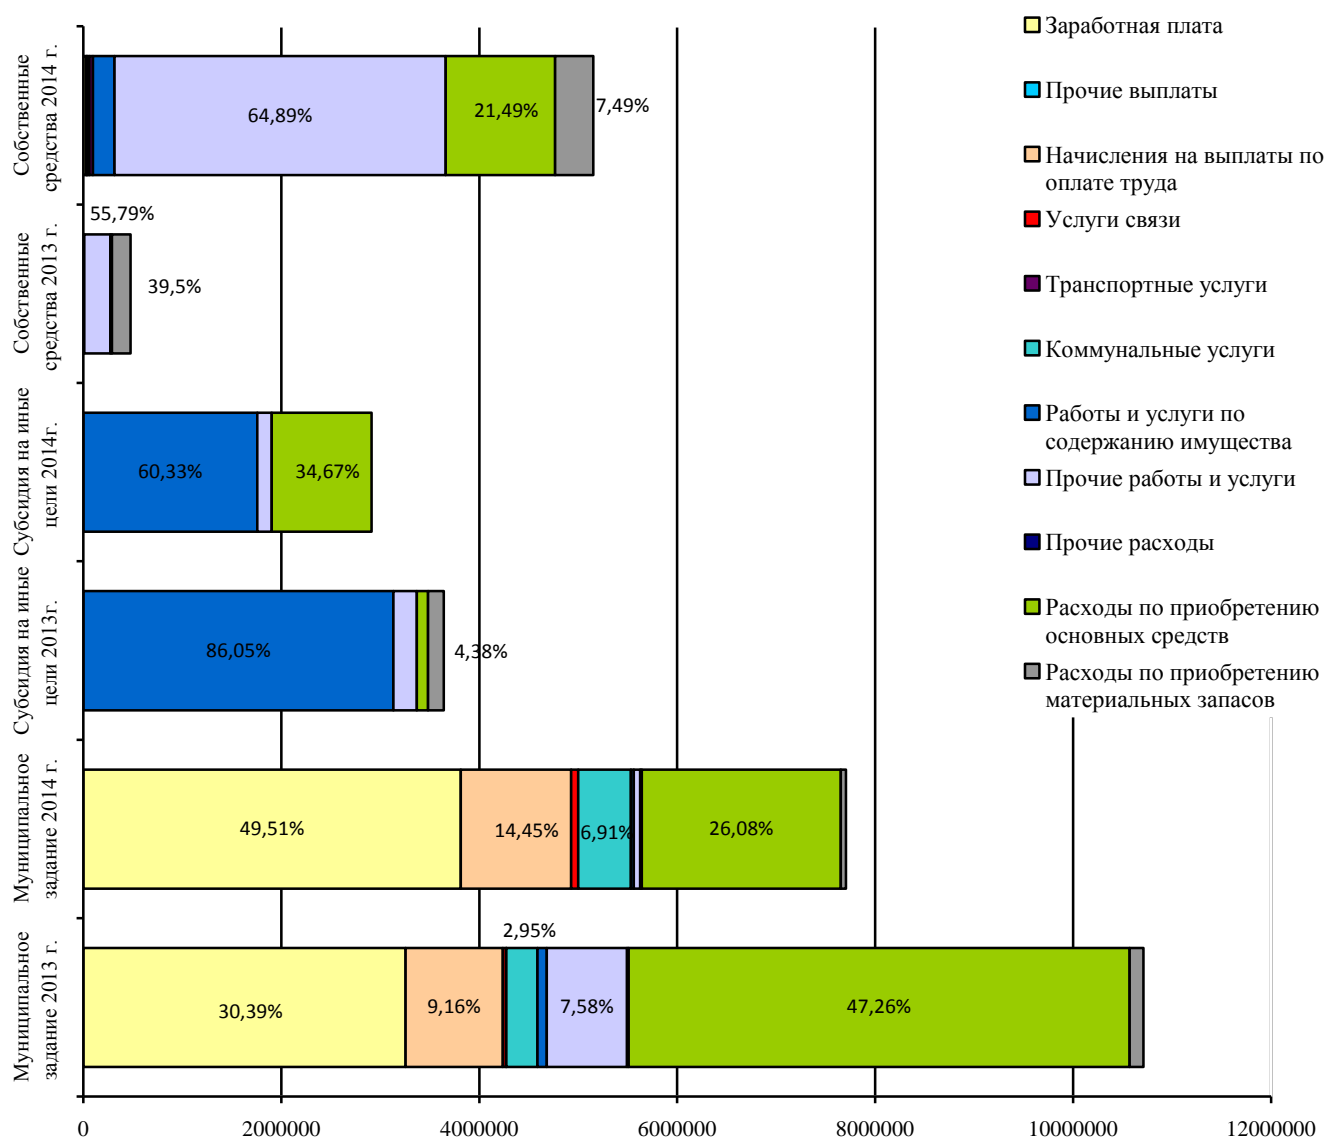 Собственные
средства 2014 г.
64,89%
21,49%
7,49%
Собственные
средства 2013 г.
55,79%
39,5%
Субсидия на иные
цели 2014г.
60,33%
34,67%
Субсидия на иные
цели 2013г.
86,05%
4,38%
Муниципальное
задание 2014 г.
49,51%
14,45%
6,91%
26,08%
Муниципальное
задание 2013 г.
30,39%
9,16%
2,95%
7,58%
47,26%
0
2000000
4000000
6000000
8000000
10000000
12000000
Заработная плата
Прочие выплаты
Начисления на выплаты по
оплате труда
Услуги связи
Транспортные услуги
Коммунальные услуги
Работы и услуги по
содержанию имущества
Прочие работы и услуги
Прочие расходы
Расходы по приобретению
основных средств
Расходы по приобретению
материальных запасов